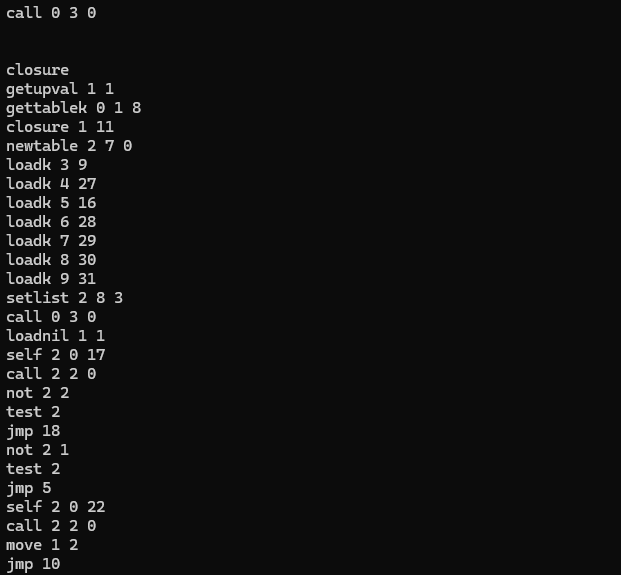 call 0 3 0
closure
getupval 1 1
gettablek 0 1 8
closure 1 11
newtable 2 7 0
loadk 3 9
loadk 4 27
loadk 5 16
loadk 6 28
loadk 7 29
loadk 8 30
loadk 9 31
setlist 2 8 3
call 0 3 0
loadnil 1 1
self 2 0 17
call 2 2 0
not 2 2
test 2
jmp 18
not 2 1
test 2
jmp 5
self 2 0 22
call 2 2 0
move 1 2
jmp 10